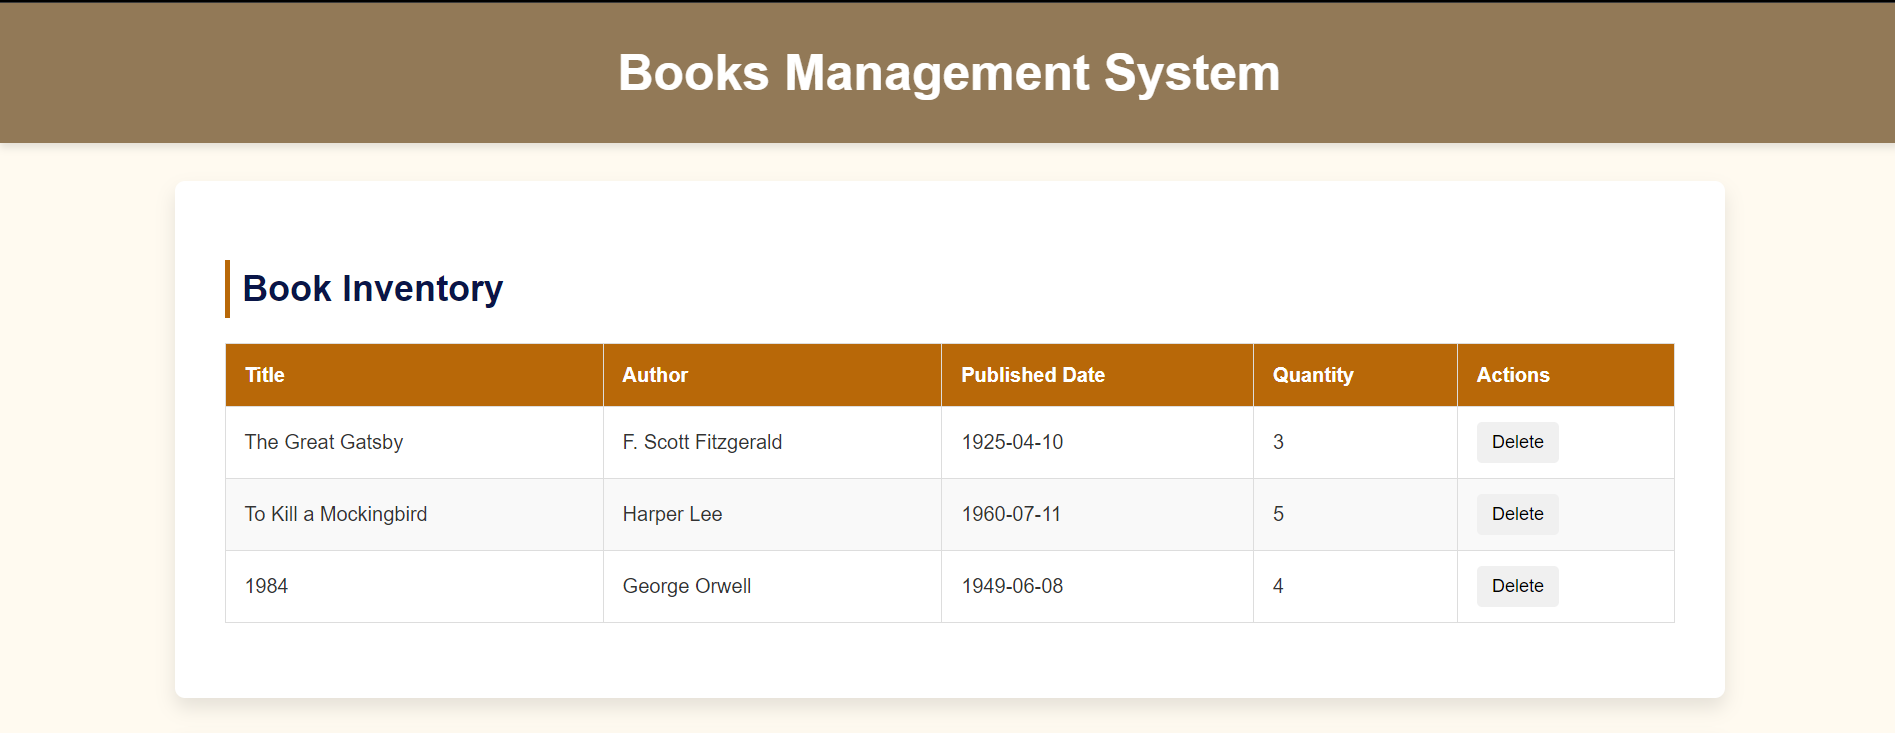 Books Management System
Book Inventory
Title Author Published Date Quantity Actions
The Great Gatsby F. Scott Fitzgerald 1925-04-10 3 Delete
To Kill a Mockingbird Harper Lee 1960-07-11 5 Delete
1984 George Orwell 1949-06-08 4 Delete